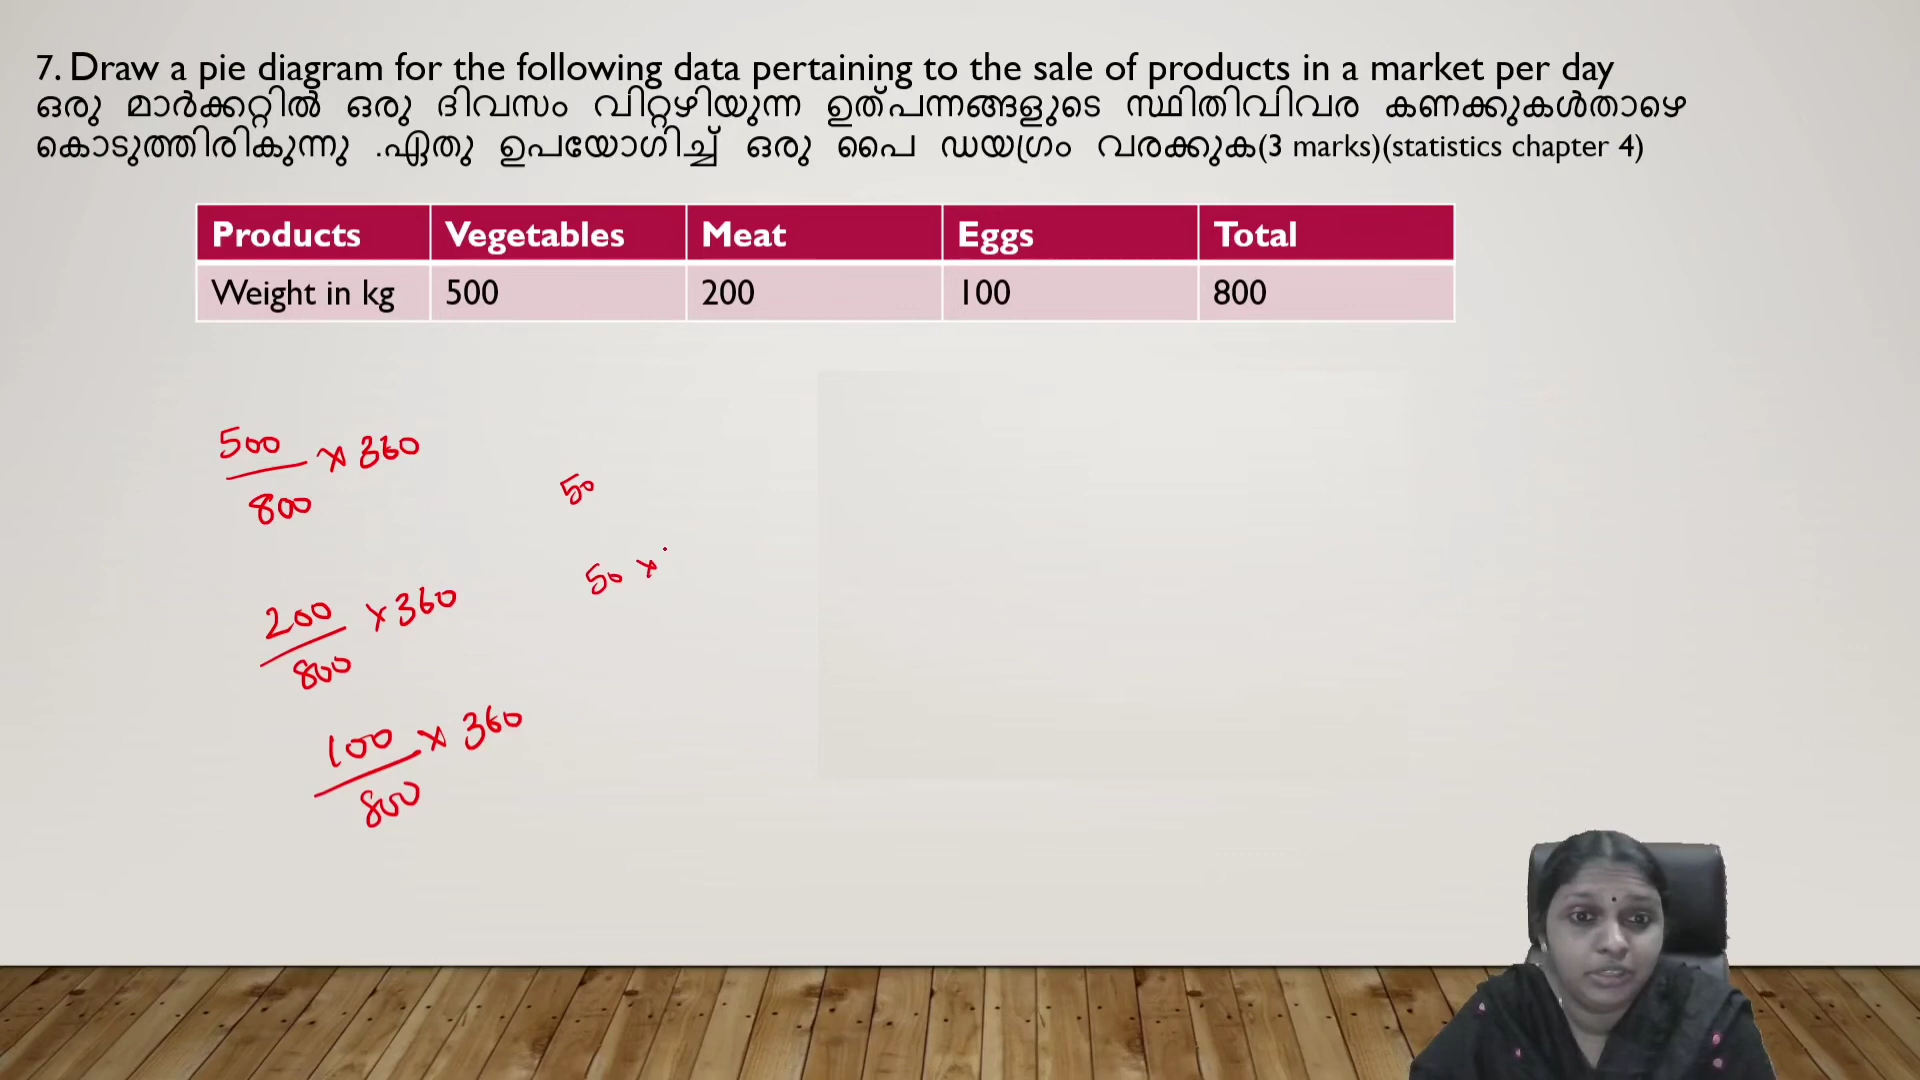 7. Draw a pie diagram for the following data pertaining to the sale of products in a market per day
ഒരു മാർക്കറ്റിൽ ഒരു ദിവസം വിറ്റഴിയുന്ന ഉത്പന്നങ്ങളുടെ സ്ഥിതിവിവര കണക്കുകൾതാഴെ
കൊടുത്തിരികുന്നു .ഏതു ഉപയോഗിച്ച് ഒരു പൈ ഡയഗ്രം വരക്കുക(3 marks)(statistics chapter 4)
Products Vegetables Meat Eggs Total
Weight in kg 500 200 100 800
500 × 360
800
50
50 ×
200 × 360
800
100 × 360
800